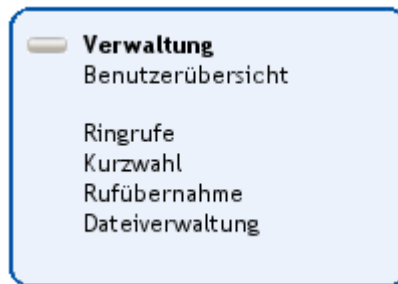 Verwaltung
Benutzerübersicht
Ringrufe
Kurzwahl
Rufübernahme
Dateiverwaltung